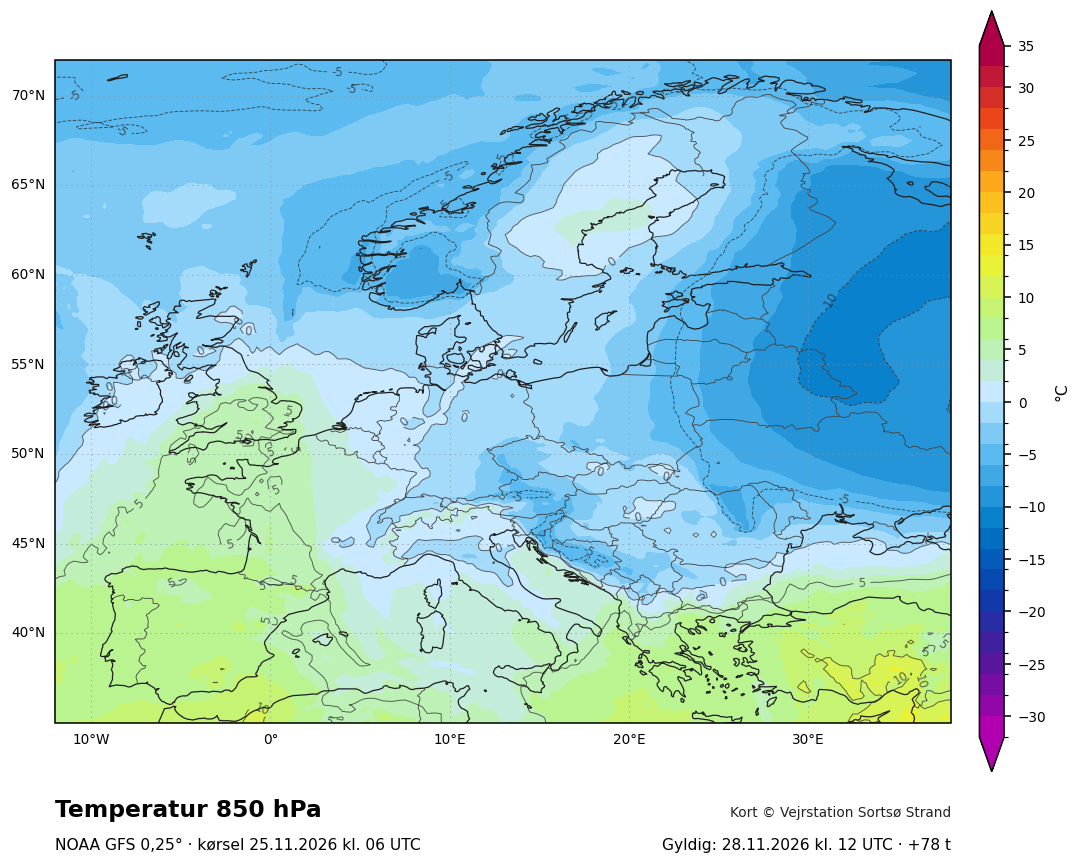 70°N
65°N
60°N
55°N
50°N
45°N
40°N
10°W
0°
10°E
20°E
30°E
35
30
25
20
15
10
5
0
−5
−10
−15
−20
−25
−30
°C
Temperatur 850 hPa
Kort © Vejrstation Sortsø Strand
NOAA GFS 0,25° · kørsel 25.11.2026 kl. 06 UTC
Gyldig: 28.11.2026 kl. 12 UTC · +78 t